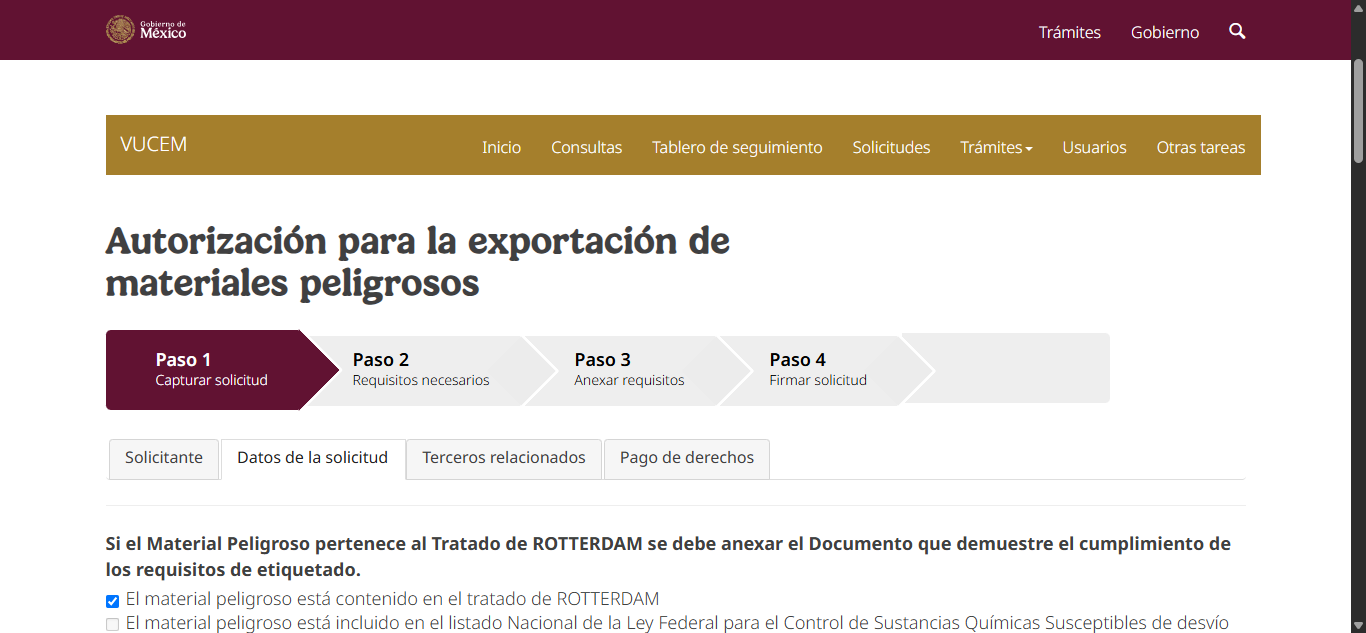 Gobierno de
México
Trámites Gobierno
VUCEM Inicio Consultas Tablero de seguimiento Solicitudes Trámites Usuarios Otras tareas
Autorización para la exportación de
materiales peligrosos
Paso 1 Paso 2 Paso 3 Paso 4
Capturar solicitud Requisitos necesarios Anexar requisitos Firmar solicitud
Solicitante Datos de la solicitud Terceros relacionados Pago de derechos
Si el Material Peligroso pertenece al Tratado de ROTTERDAM se debe anexar el Documento que demuestre el cumplimiento de
los requisitos de etiquetado.
El material peligroso está contenido en el tratado de ROTTERDAM
El material peligroso está incluido en el listado Nacional de la Ley Federal para el Control de Sustancias Químicas Susceptibles de desvío